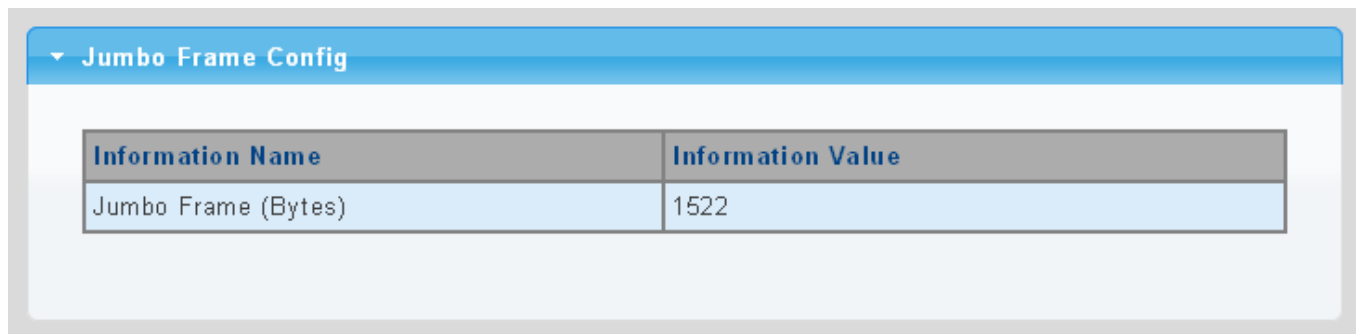 Jumbo Frame Config
Information Name Information Value
Jumbo Frame (Bytes) 1522